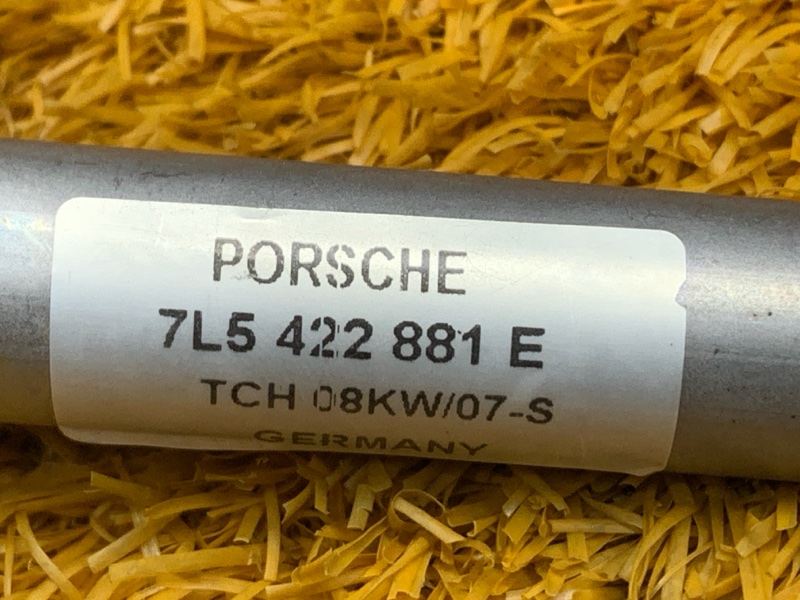 PORSCHE
7L5 422 881 E
TCH 08KW/07-S
GERMANY